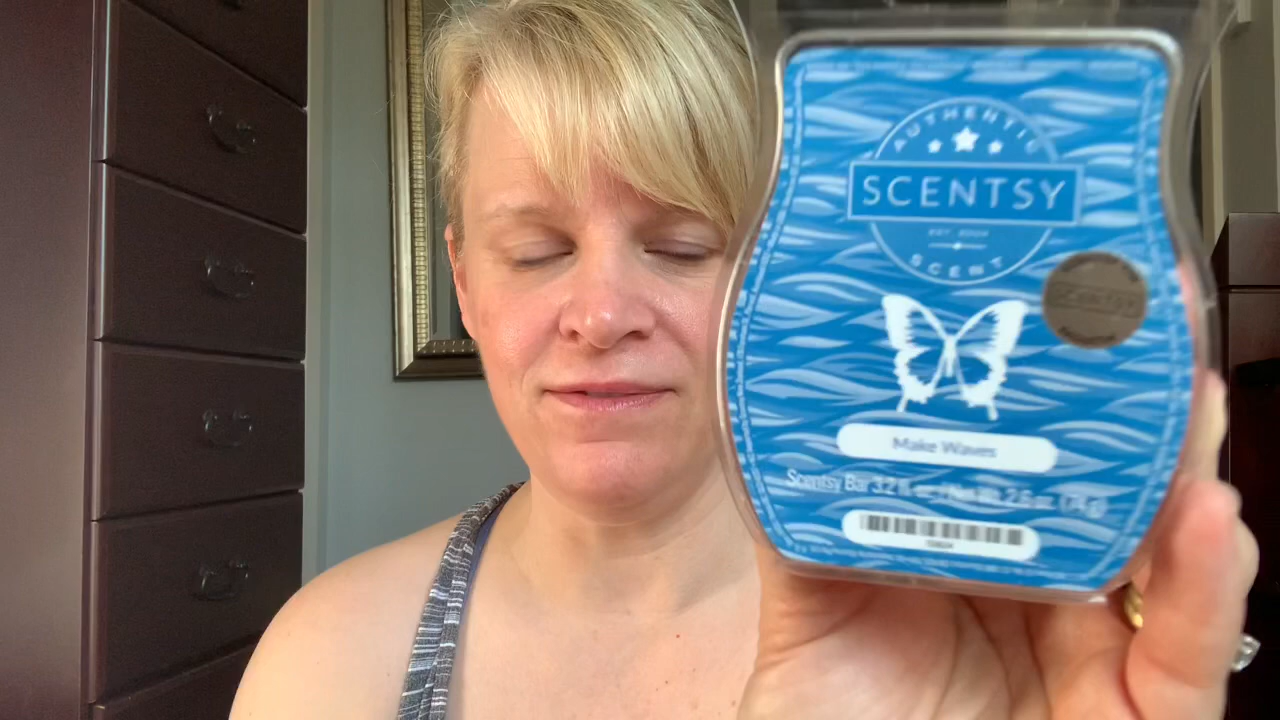 AUTHENTIC
SCENTSY
EST. 2004
SCENT
Make Waves
Scentsy Bar 3.2 fl oz / Net Wt. 2.6 oz. (74 g)